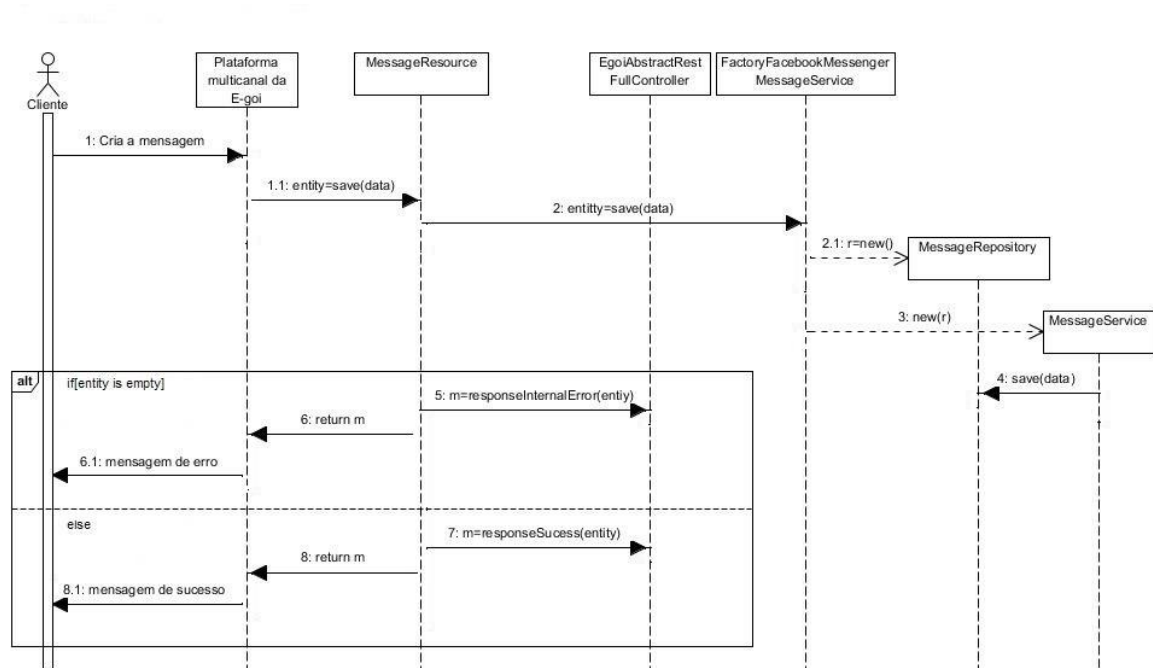 Cliente
Plataforma
multicanal da
E-goi
MessageResource
EgoiAbstractRest
FullController
FactoryFacebookMessenger
MessageService
1: Cria a mensagem
1.1: entity=save(data)
2: entitty=save(data)
2.1: r=new()
MessageRepository
3: new(r)
MessageService
alt
if[entity is empty]
4: save(data)
5: m=responseInternalError(entiy)
6: return m
6.1: mensagem de erro
else
7: m=responseSucess(entity)
8: return m
8.1: mensagem de sucesso